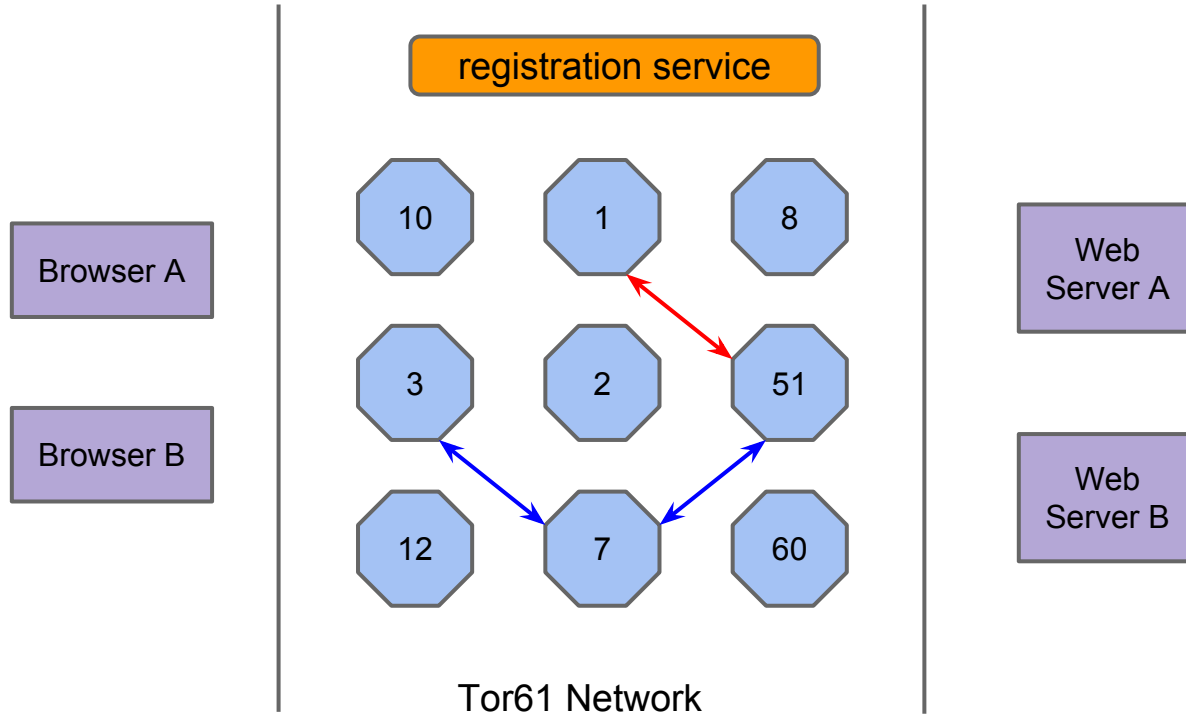 registration service
10
1
8
Browser A
Web
Server A
3
2
51
Browser B
Web
Server B
12
7
60
Tor61 Network